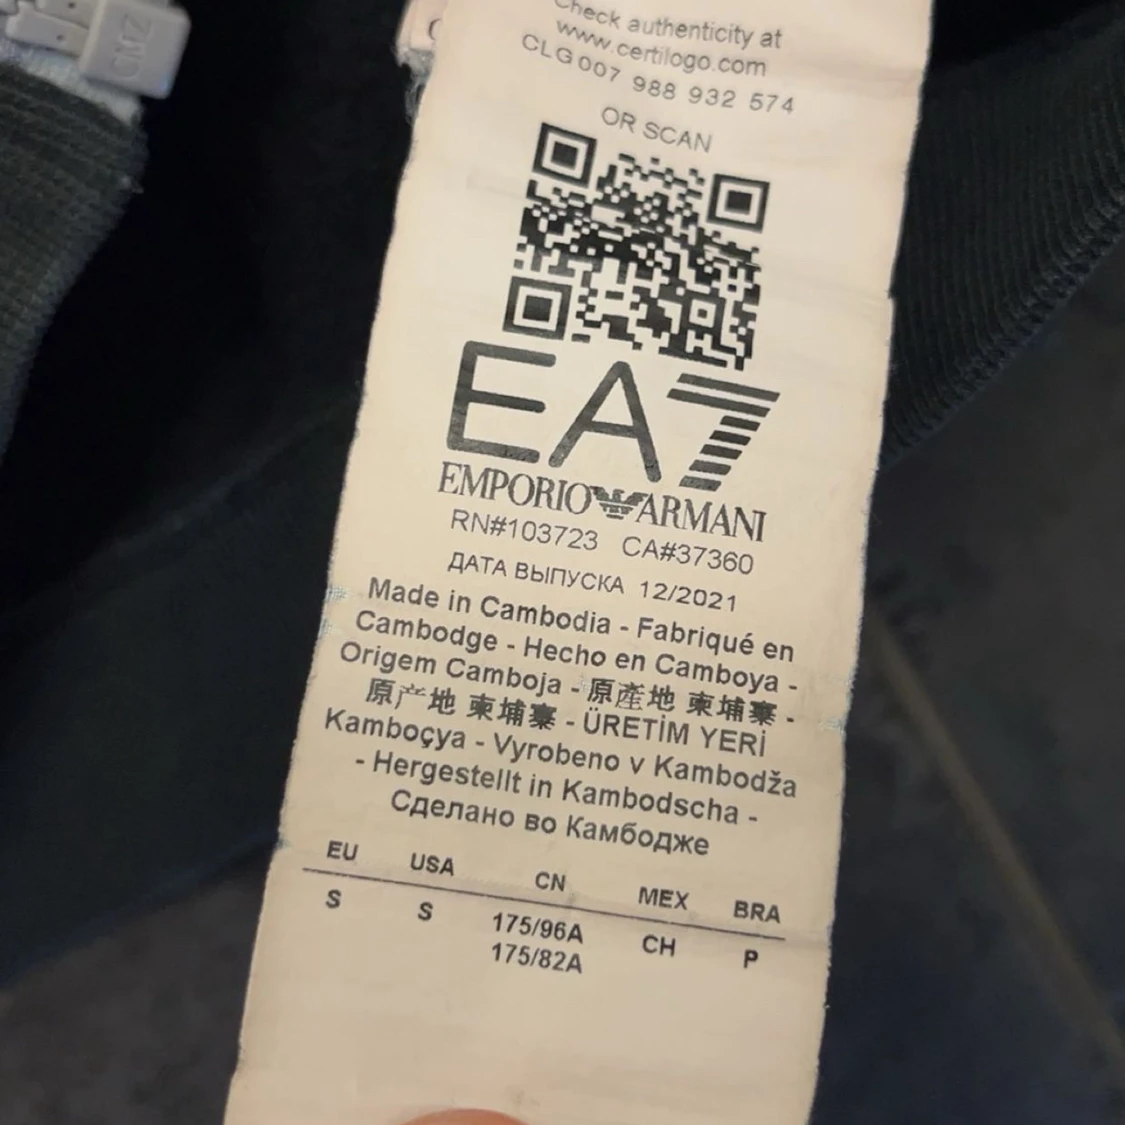 Check authenticity at
www.certilogo.com
CLG 007 988 932 574
OR SCAN
EA7
EMPORIO ARMANI
RN#103723 CA#37360
ДАТА ВЫПУСКА 12/2021
Made in Cambodia - Fabriqué en
Cambodge - Hecho en Camboya -
Origem Camboja - 原產地 柬埔寨 -
原产地 柬埔寨 - ÜRETİM YERİ
Kamboçya - Vyrobeno v Kambodža
- Hergestellt in Kambodscha -
Сделано во Камбодже
EU USA CN MEX BRA
S S 175/96A CH P
175/82A
CMZ